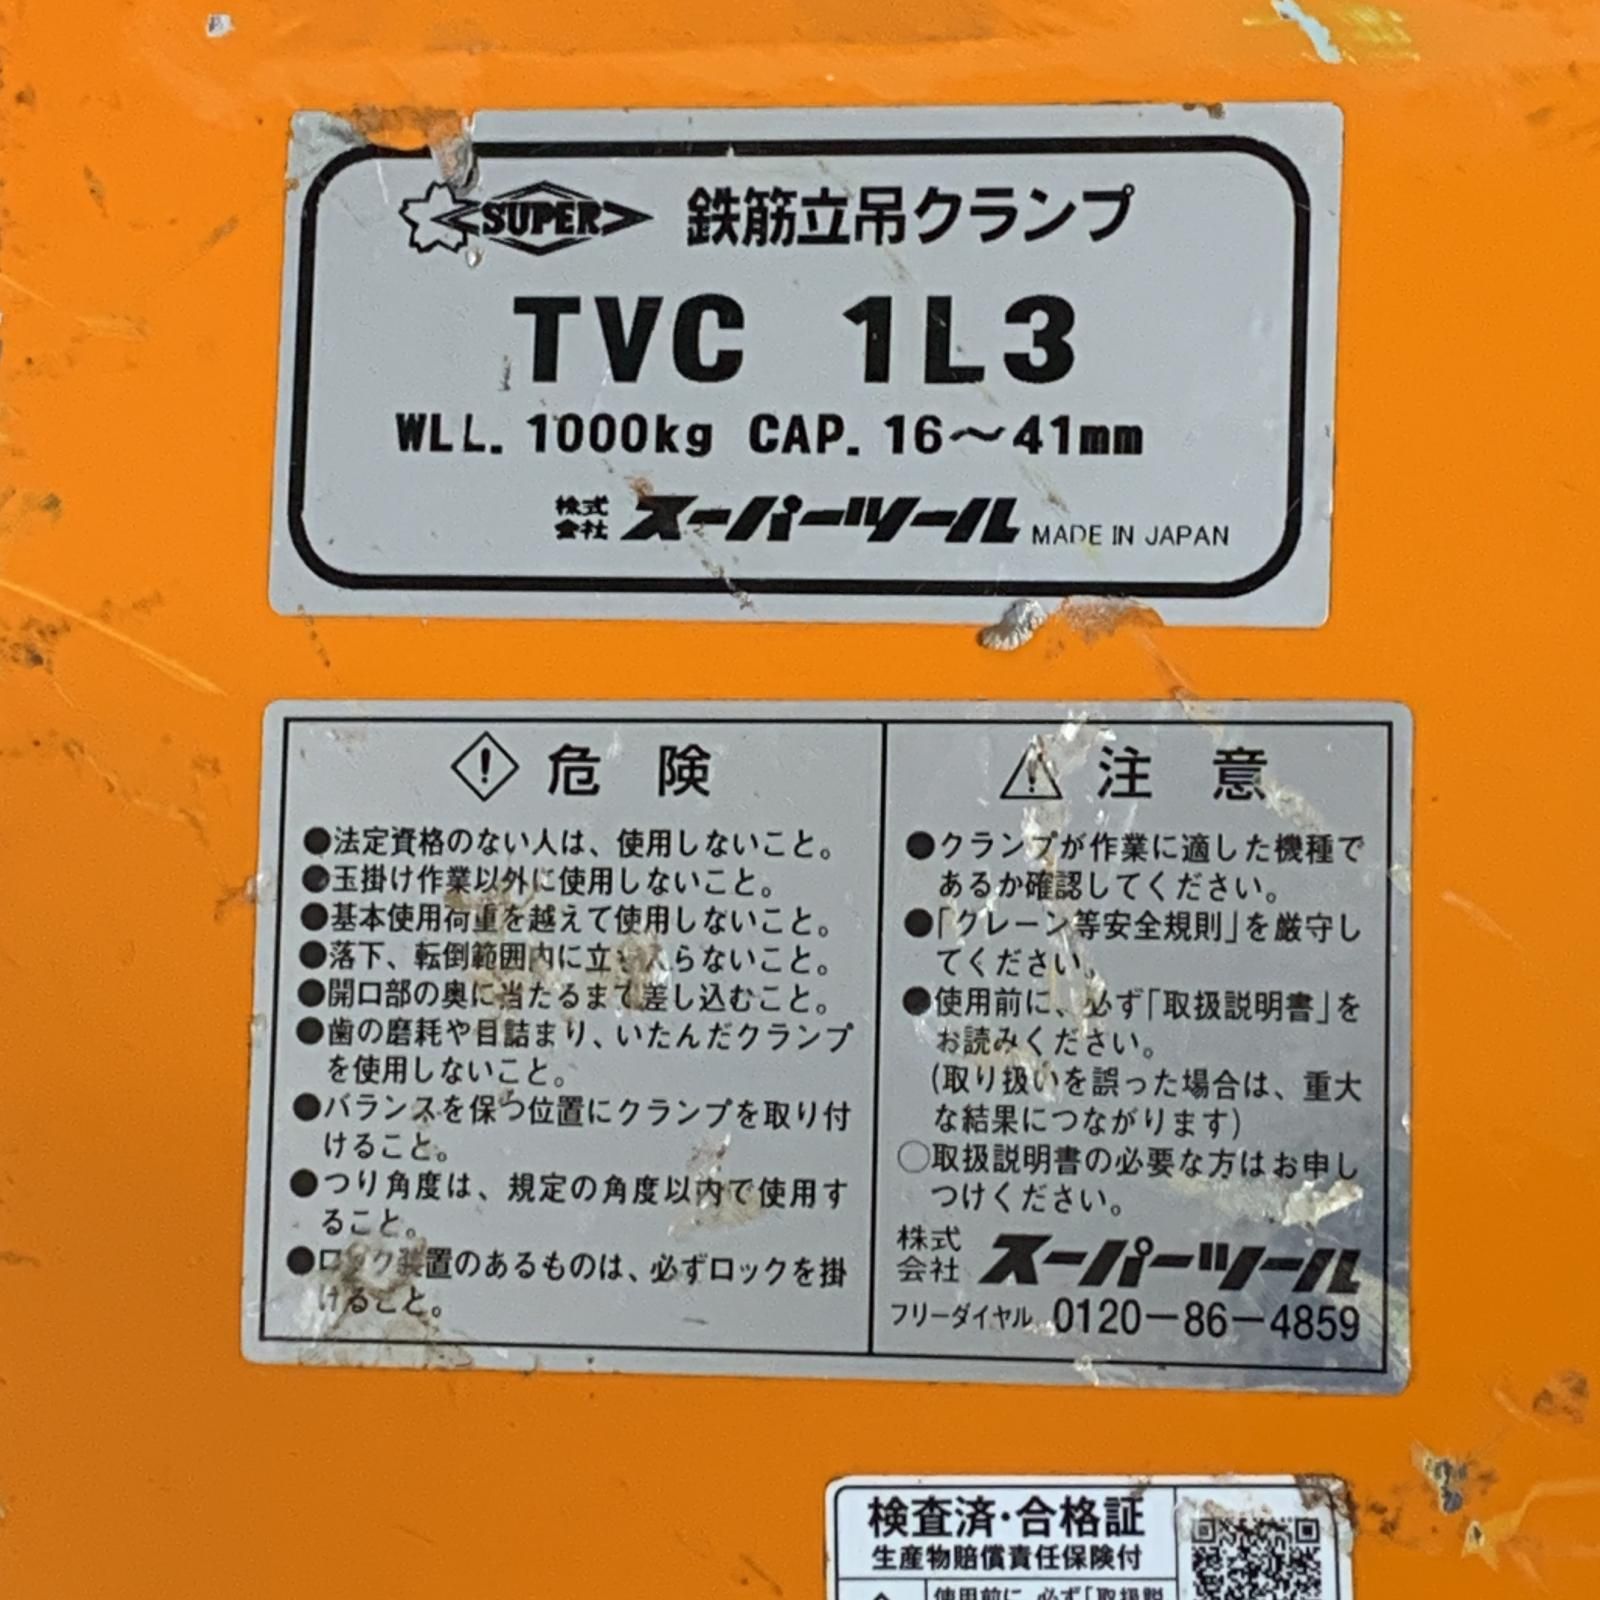 SUPER 鉄筋立吊クランプ
TVC 1L3
WLL. 1000kg CAP. 16～41mm
株式会社 スーパーツール MADE IN JAPAN
危 険
●法定資格のない人は、使用しないこと。
●玉掛け作業以外に使用しないこと。
●基本使用荷重を越えて使用しないこと。
●落下、転倒範囲内に立ち入らないこと。
●開口部の奥に当たるまで差し込むこと。
●歯の磨耗や目詰まり、いたんだクランプ
を使用しないこと。
●バランスを保つ位置にクランプを取り付
けること。
●つり角度は、規定の角度以内で使用す
ること。
●ロック装置のあるものは、必ずロックを掛
けること。
注 意
●クランプが作業に適した機種で
あるか確認してください。
●「クレーン等安全規則」を厳守し
てください。
●使用前に、必ず「取扱説明書」を
お読みください。
(取り扱いを誤った場合は、重大
な結果につながります)
○取扱説明書の必要な方はお申し
つけください。
株式会社 スーパーツール
フリーダイヤル 0120－86－4859
検査済・合格証
生産物賠償責任保険付
使用前に、必ず「取扱説